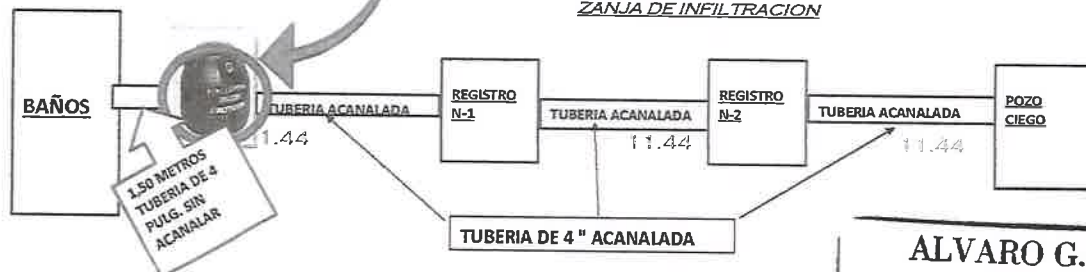 ZANJA DE INFILTRACION
BAÑOS
TUBERIA ACANALADA
1.44
REGISTRO
N-1
TUBERIA ACANALADA
11.44
REGISTRO
N-2
TUBERIA ACANALADA
11.44
POZO
CIEGO
1,50 METROS
TUBERIA DE 4
PULG. SIN
ACANALAR
TUBERIA DE 4 " ACANALADA
ALVARO G.